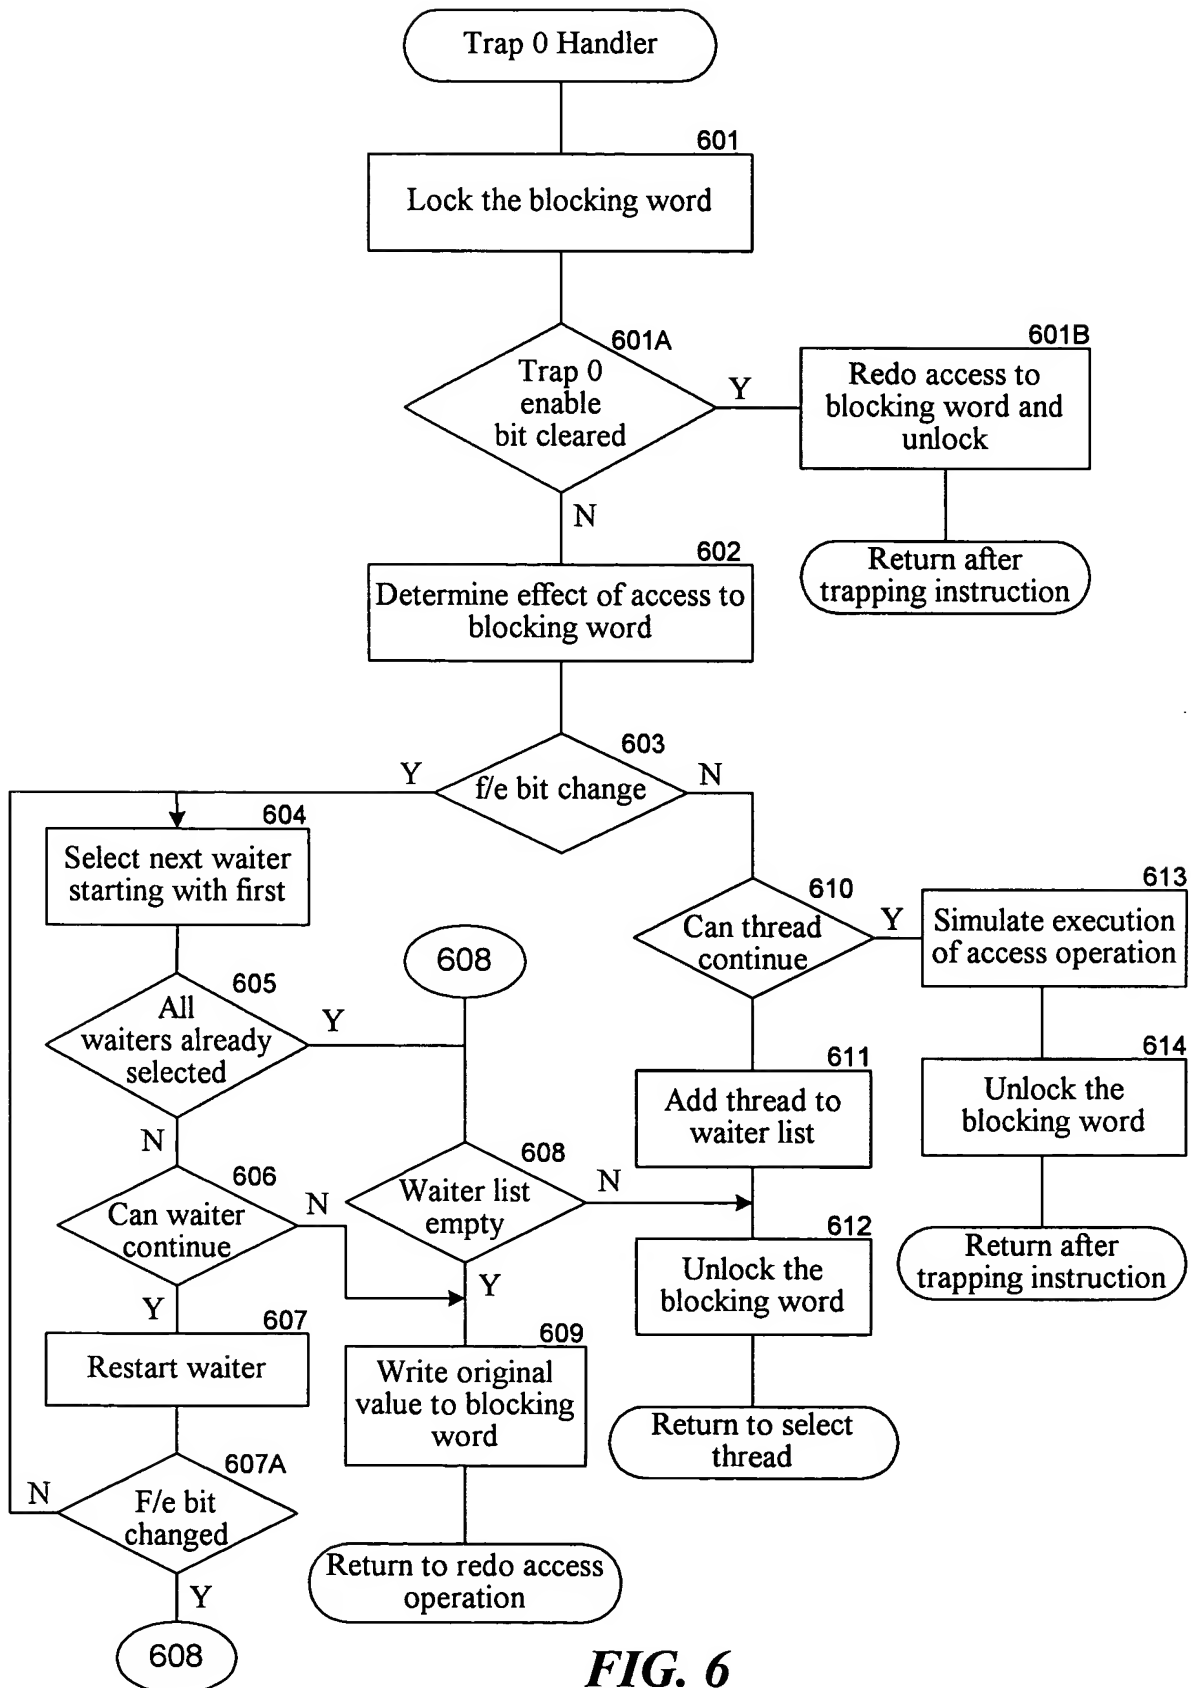 Trap 0 Handler
601
Lock the blocking word
601A
Trap 0
enable
bit cleared
Y
N
601B
Redo access to
blocking word and
unlock
Return after
trapping instruction
602
Determine effect of access to
blocking word
603
f/e bit change
Y
N
604
Select next waiter
starting with first
605
All
waiters already
selected
Y
N
606
Can waiter
continue
N
Y
607
Restart waiter
607A
F/e bit
changed
N
Y
608
608
608
Waiter list
empty
N
Y
609
Write original
value to blocking
word
Return to redo access
operation
610
Can thread
continue
Y
611
Add thread to
waiter list
612
Unlock the
blocking word
Return to select
thread
613
Simulate execution
of access operation
614
Unlock the
blocking word
Return after
trapping instruction
FIG. 6